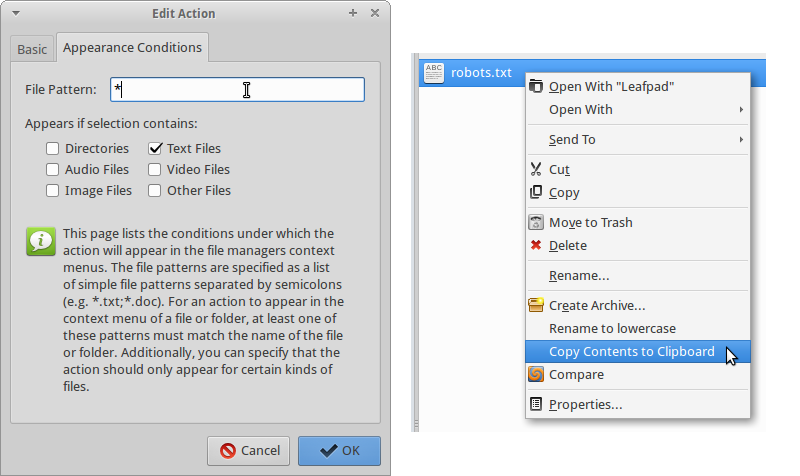 Edit Action
Basic
Appearance Conditions
File Pattern: *
Appears if selection contains:
Directories
Text Files
Audio Files
Video Files
Image Files
Other Files
This page lists the conditions under which the
action will appear in the file managers context
menus. The file patterns are specified as a list
of simple file patterns separated by semicolons
(e.g. *.txt;*.doc). For an action to appear in the
context menu of a file or folder, at least one of
these patterns must match the name of the file
or folder. Additionally, you can specify that the
action should only appear for certain kinds of
files.
Cancel
OK
ABC
robots.txt
Open With "Leafpad"
Open With
Send To
Cut
Copy
Move to Trash
Delete
Rename...
Create Archive...
Rename to lowercase
Copy Contents to Clipboard
Compare
Properties...